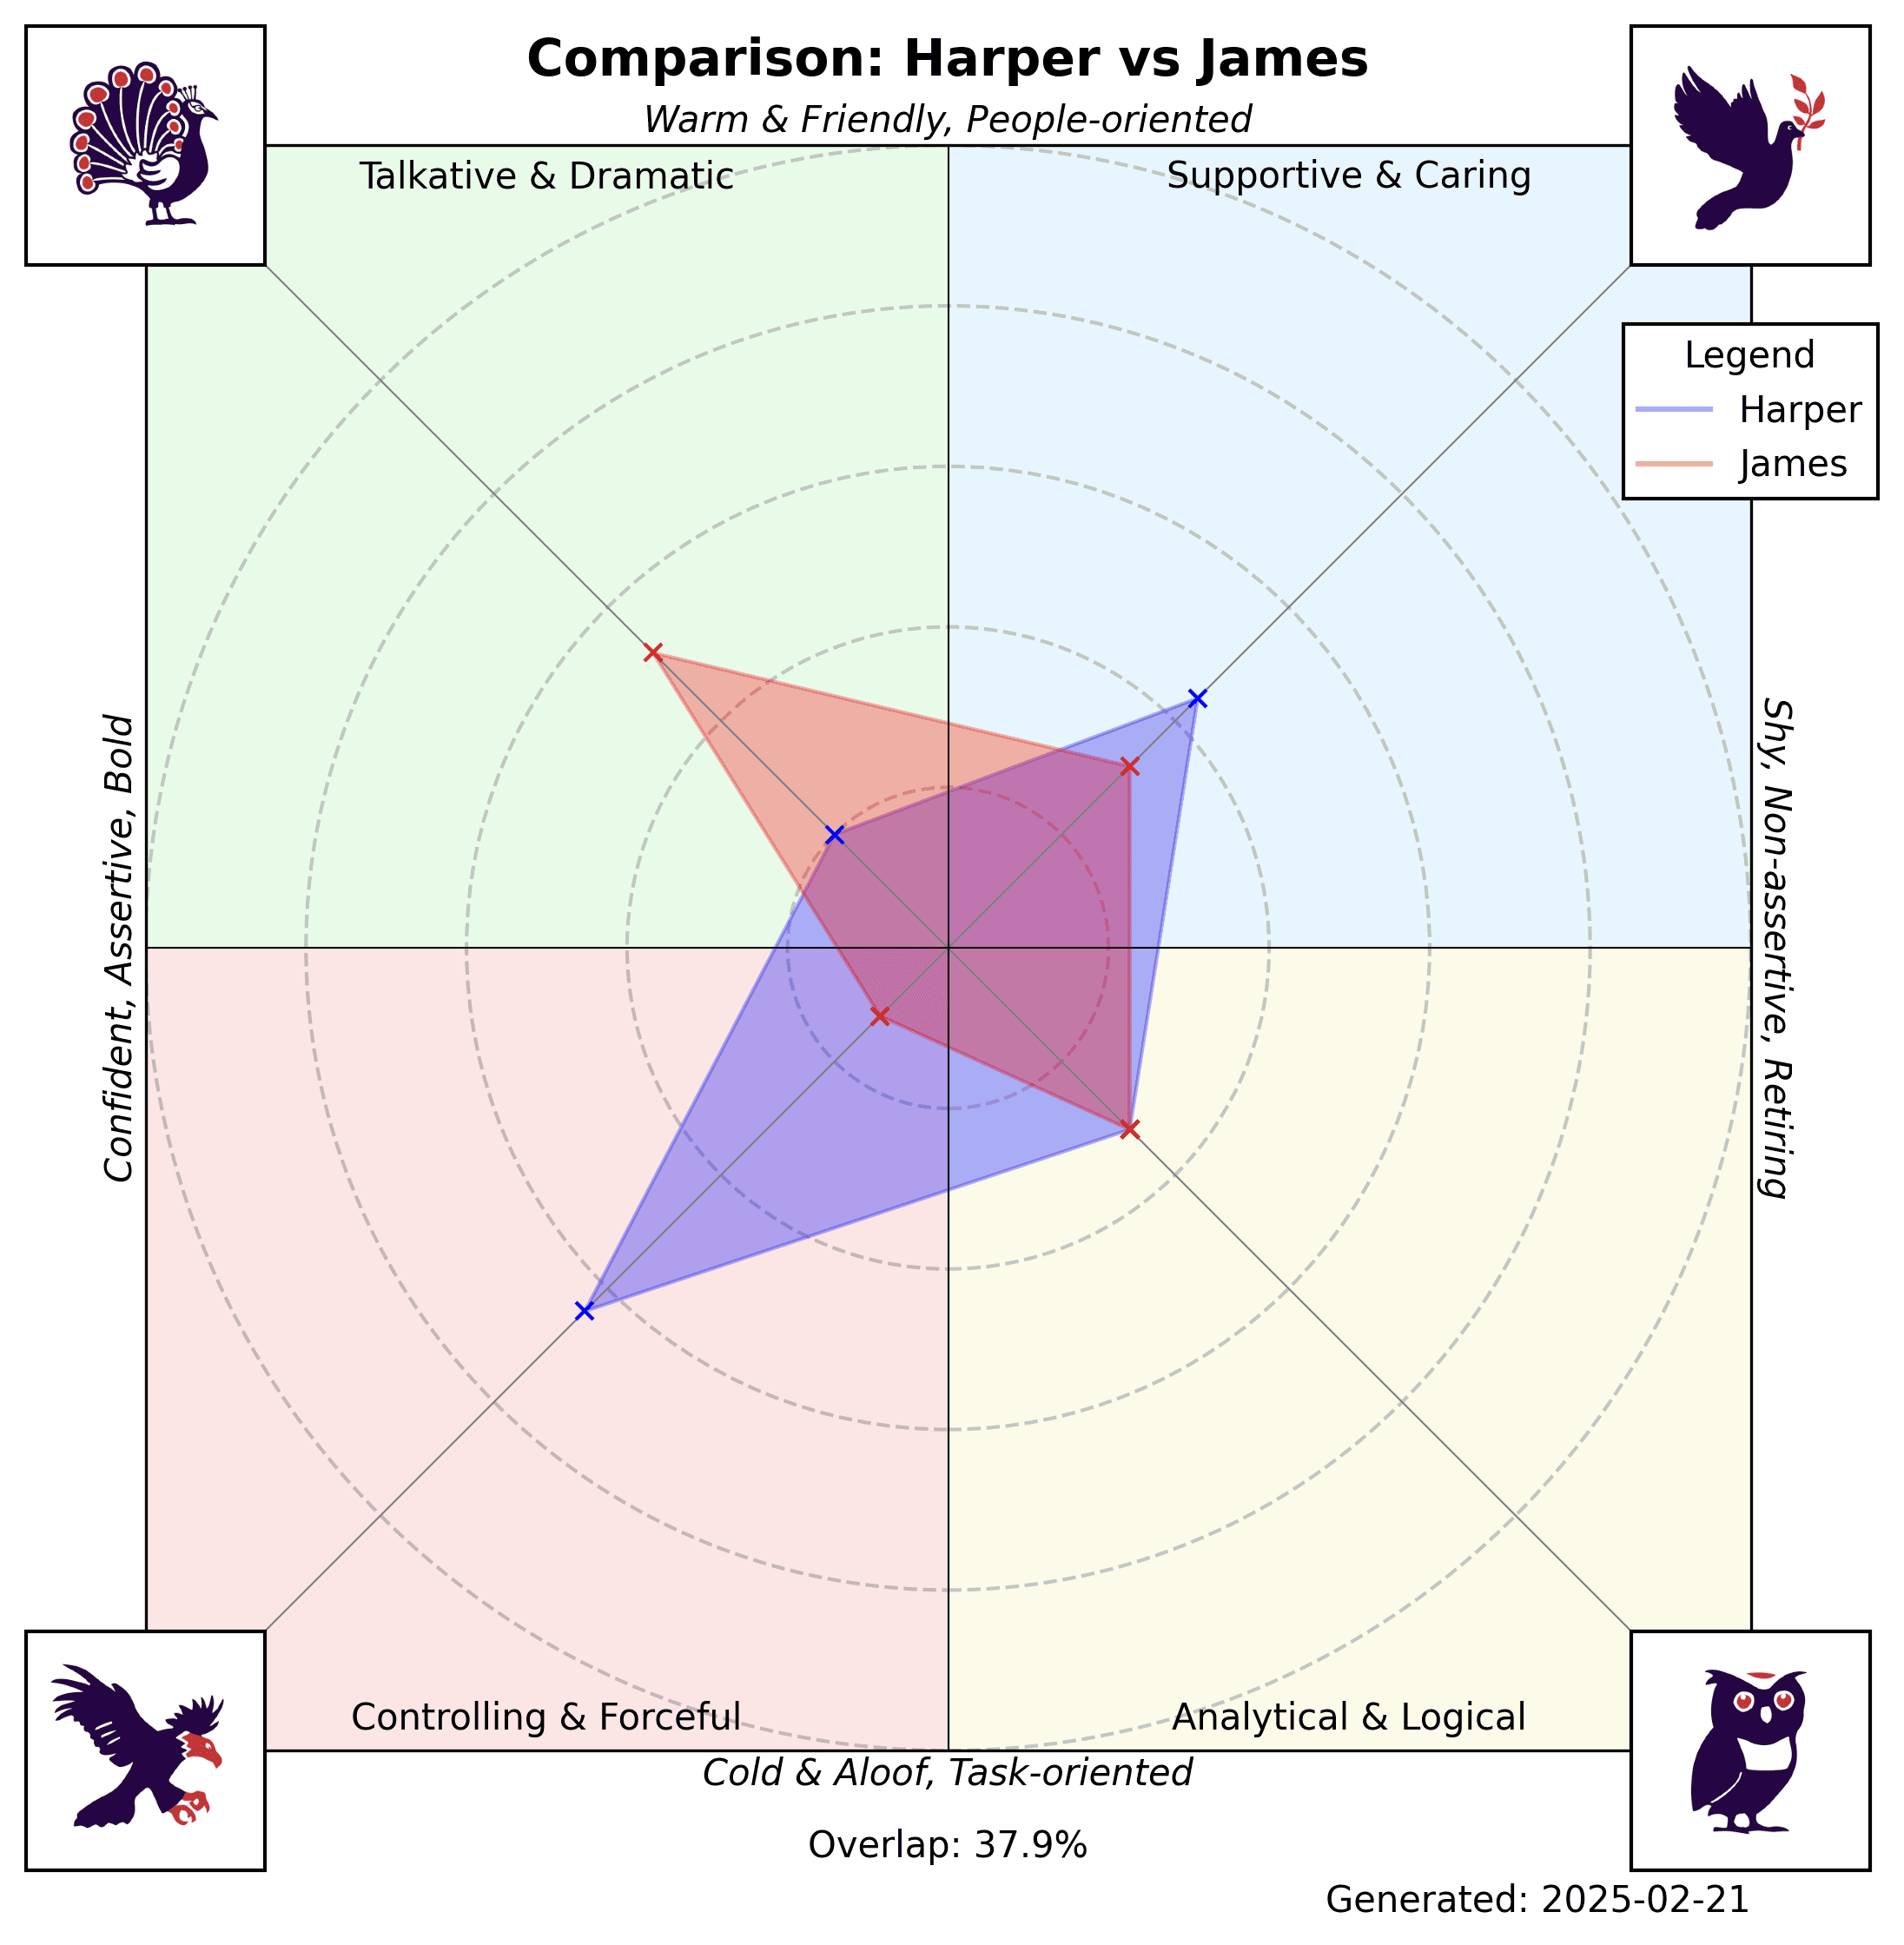 Comparison: Harper vs James
Warm & Friendly, People-oriented
Talkative & Dramatic
Supportive & Caring
Legend
Harper
James
Confident, Assertive, Bold
Shy, Non-assertive, Retiring
Controlling & Forceful
Analytical & Logical
Cold & Aloof, Task-oriented
Overlap: 37.9%
Generated: 2025-02-21